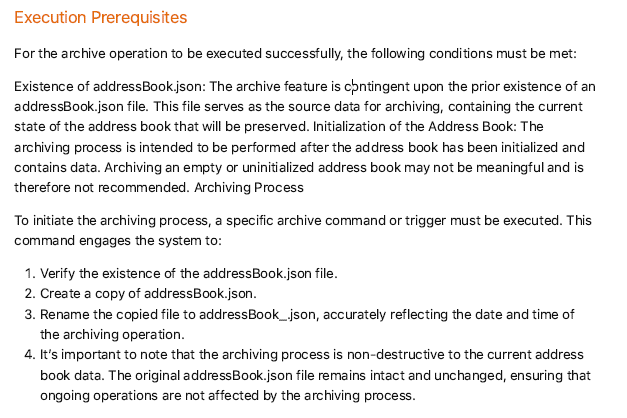 Execution Prerequisites
For the archive operation to be executed successfully, the following conditions must be met:
Existence of addressBook.json: The archive feature is contingent upon the prior existence of an
addressBook.json file. This file serves as the source data for archiving, containing the current
state of the address book that will be preserved. Initialization of the Address Book: The
archiving process is intended to be performed after the address book has been initialized and
contains data. Archiving an empty or uninitialized address book may not be meaningful and is
therefore not recommended. Archiving Process
To initiate the archiving process, a specific archive command or trigger must be executed. This
command engages the system to:
1. Verify the existence of the addressBook.json file.
2. Create a copy of addressBook.json.
3. Rename the copied file to addressBook_.json, accurately reflecting the date and time of
the archiving operation.
4. It's important to note that the archiving process is non-destructive to the current address
book data. The original addressBook.json file remains intact and unchanged, ensuring that
ongoing operations are not affected by the archiving process.